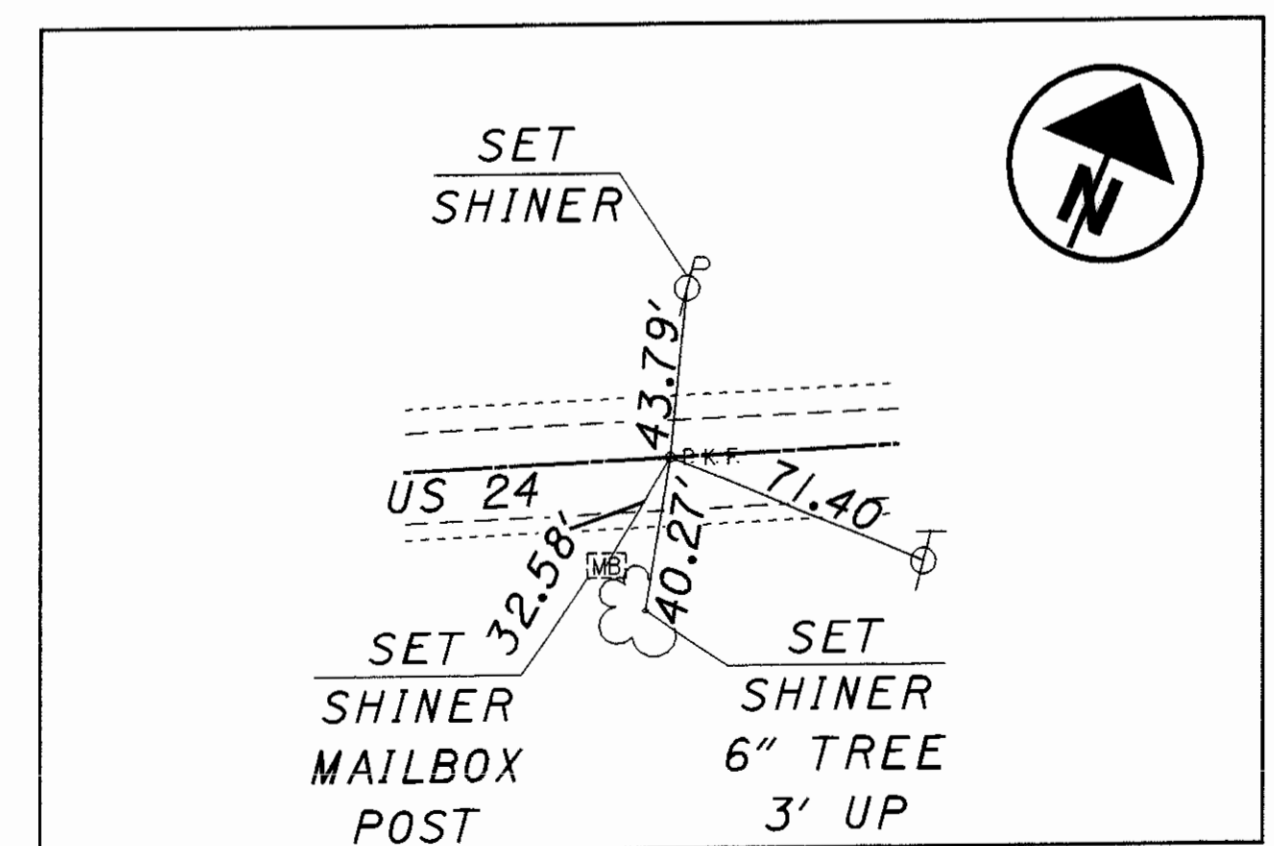 SET
SHINER
N
P
43.79'
P.K.F.
US 24
71.40
T
32.58'
MB
40.27'
SET
SHINER
MAILBOX
POST
SET
SHINER
6" TREE
3' UP